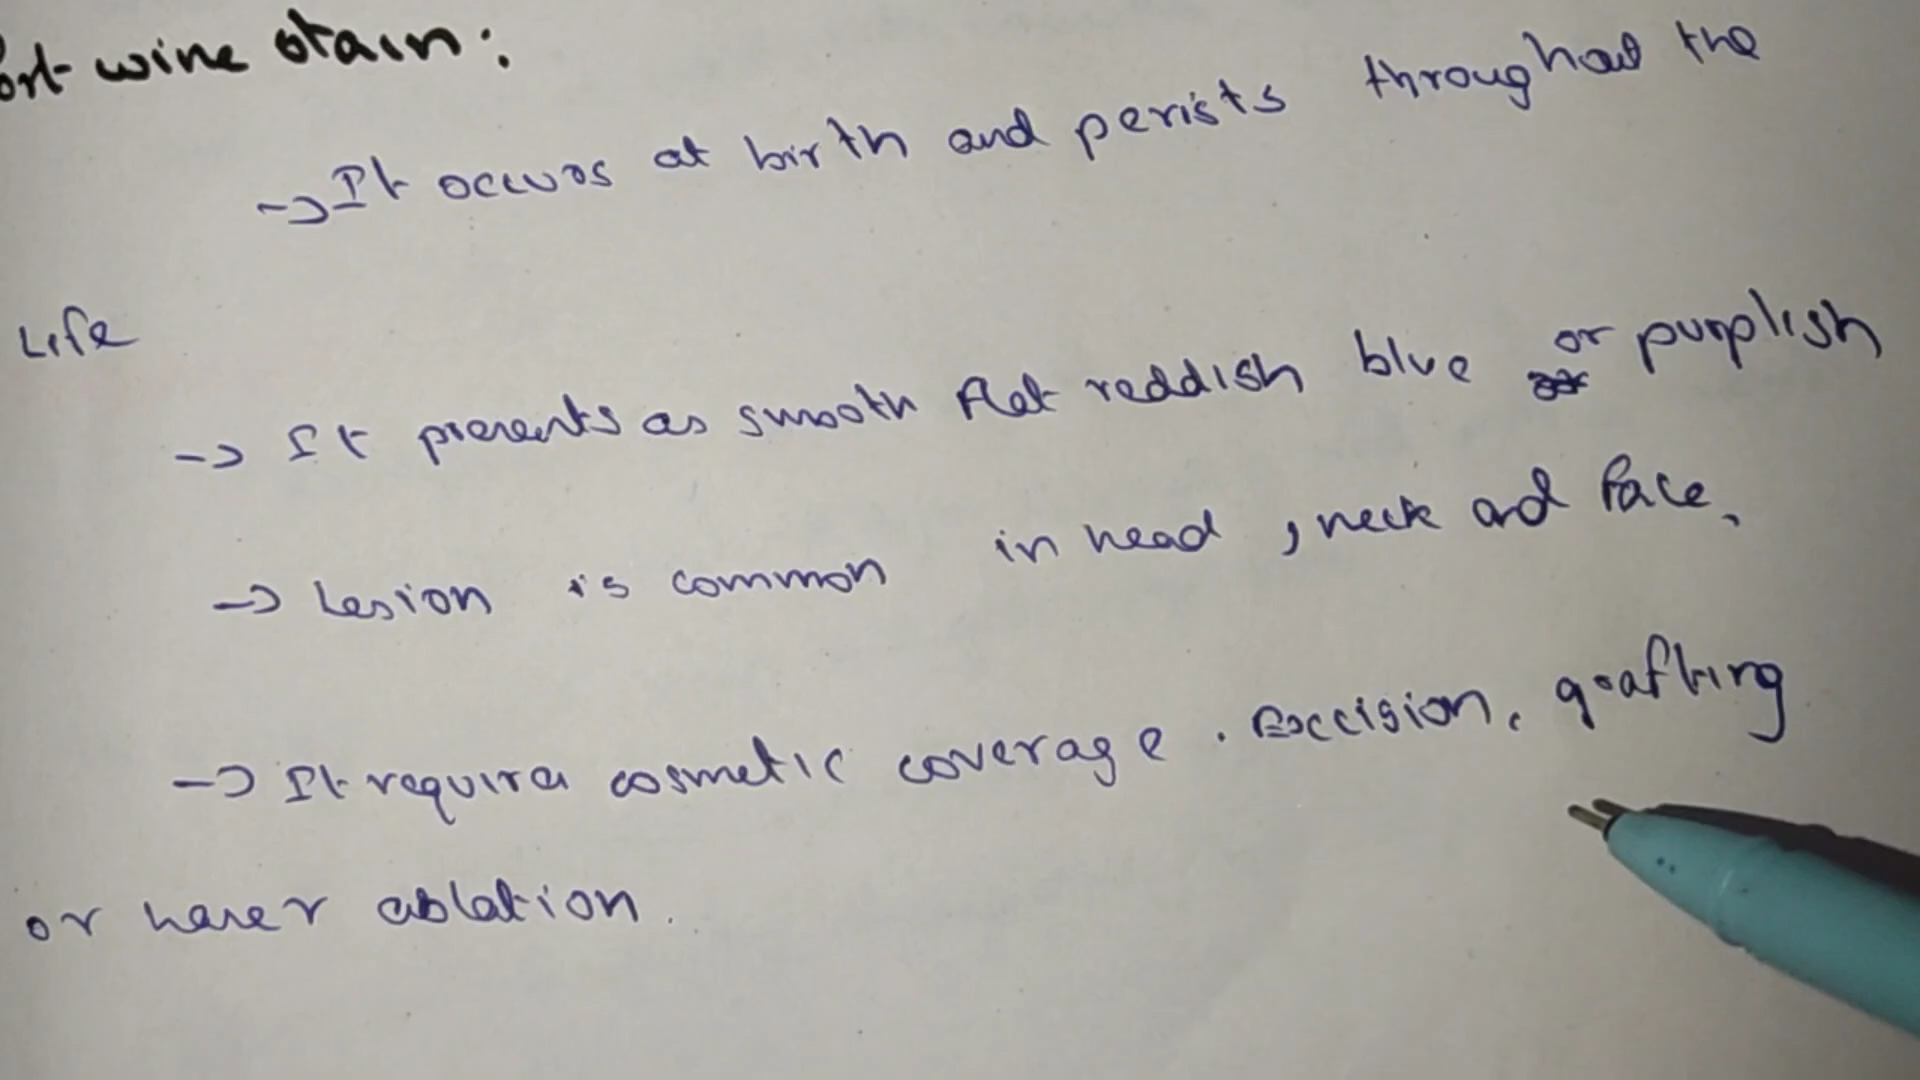 Port wine stain:
→ It occurs at birth and perists throughout the
Life
→ It presents as smooth flat reddish blue or purplish
→ Lesion is common in head, neck and face.
→ It requires cosmetic coverage. Excision, grafting
or laser ablation.